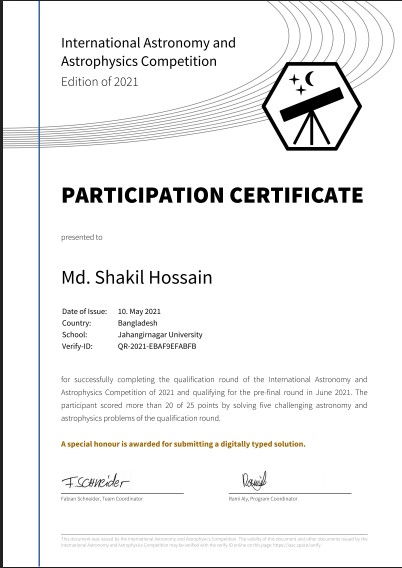 International Astronomy and
Astrophysics Competition
Edition of 2021
PARTICIPATION CERTIFICATE
presented to
Md. Shakil Hossain
Date of Issue: 10. May 2021
Country: Bangladesh
School: Jahangirnagar University
Verify-ID: QR-2021-EBAF9EFABFB
for successfully completing the qualification round of the International Astronomy and
Astrophysics Competition of 2021 and qualifying for the pre-final round in June 2021. The
participant scored more than 20 of 25 points by solving five challenging astronomy and
astrophysics problems of the qualification round.
A special honour is awarded for submitting a digitally typed solution.
F. SCHNEIDER
Fabian Schneider, Team Coordinator
Rami Aly, Program Coordinator
This document was issued by the International Astronomy and Astrophysics Competition. The validity of this document and other documents issued by the
International Astronomy and Astrophysics Competition may be verified with the verify-ID online on this page: https://iaac.space/verify